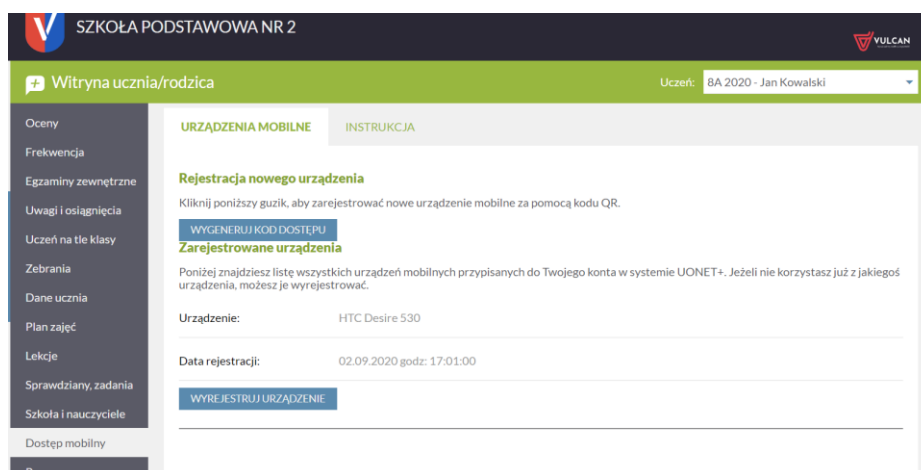 SZKOŁA PODSTAWOWA NR 2
VULCAN
Witryna ucznia/rodzica
Uczeń: 8A 2020 - Jan Kowalski
Oceny
Frekwencja
Egzaminy zewnętrzne
Uwagi i osiągnięcia
Uczeń na tle klasy
Zebrania
Dane ucznia
Plan zajęć
Lekcje
Sprawdziany, zadania
Szkoła i nauczyciele
Dostęp mobilny
URZĄDZENIA MOBILNE
INSTRUKCJA
Rejestracja nowego urządzenia
Kliknij poniższy guzik, aby zarejestrować nowe urządzenie mobilne za pomocą kodu QR.
WYGENERUJ KOD DOSTĘPU
Zarejestrowane urządzenia
Poniżej znajdziesz listę wszystkich urządzeń mobilnych przypisanych do Twojego konta w systemie UONET+. Jeżeli nie korzystasz już z jakiegoś
urządzenia, możesz je wyrejestrować.
Urządzenie: HTC Desire 530
Data rejestracji: 02.09.2020 godz: 17:01:00
WYREJESTRUJ URZĄDZENIE